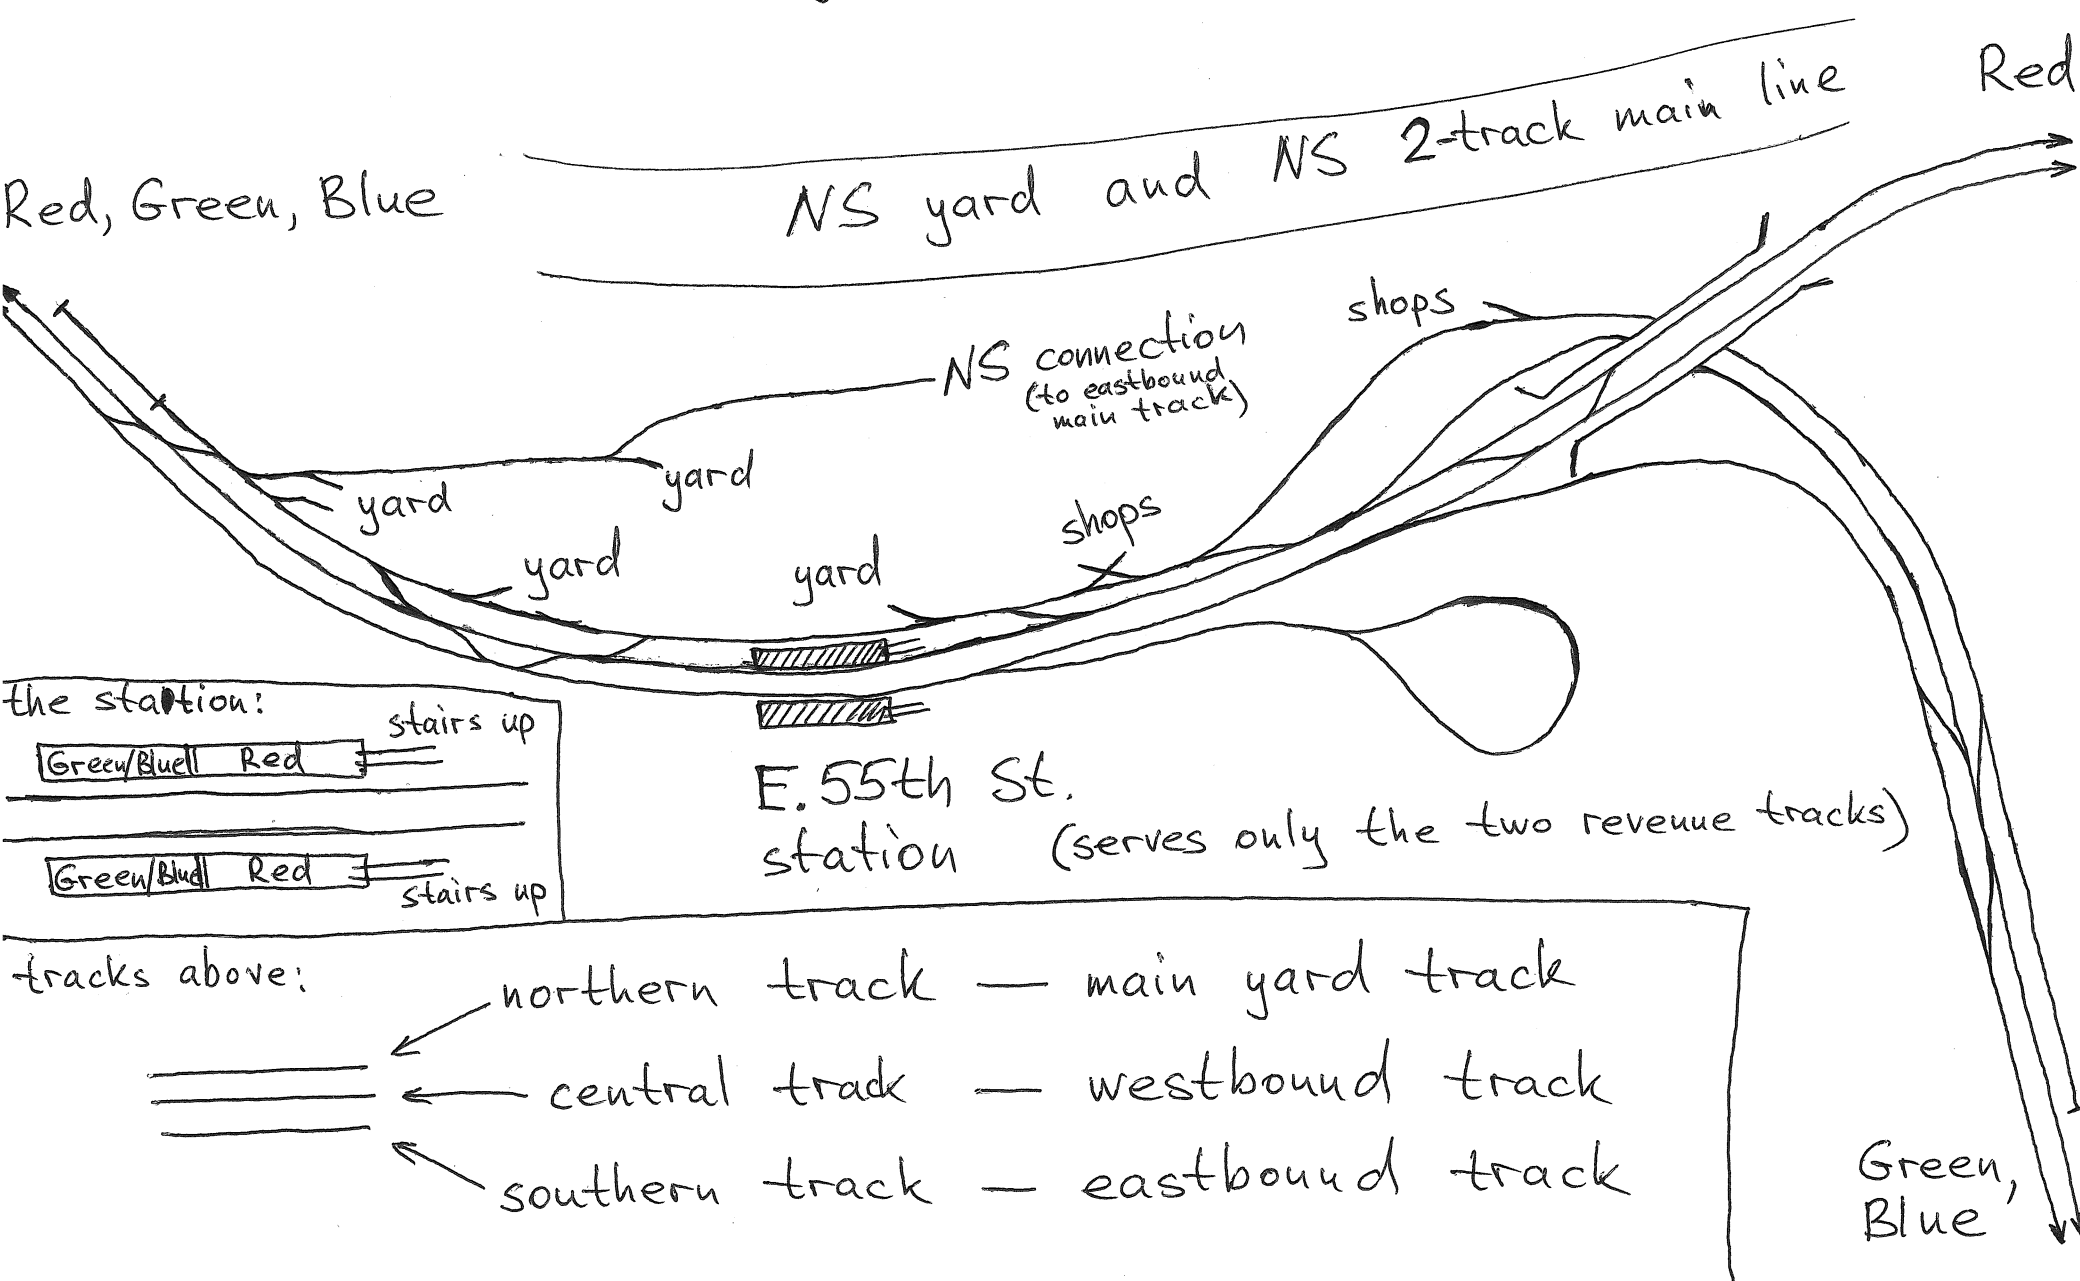 Red
NS yard and NS 2-track main line
Red, Green, Blue
shops
NS connection
(to eastbound
main track)
yard
yard
shops
yard
yard
the station:
stairs up
Green/Blue Red
Green/Blue Red
stairs up
E. 55th St.
station (serves only the two revenue tracks)
tracks above:
northern track — main yard track
central track — westbound track
southern track — eastbound track
Green,
Blue